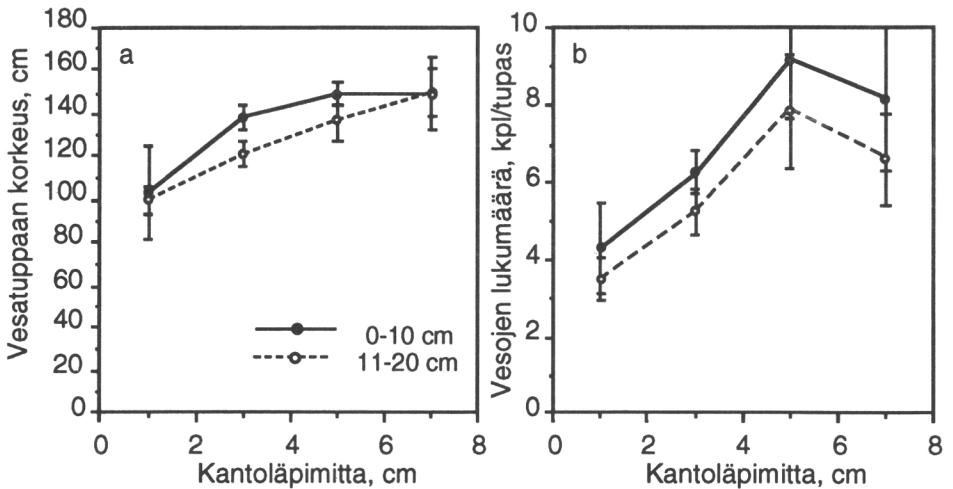 a
Vesatuppaan korkeus, cm
180
160
140
120
100
80
60
40
20
0
0-10 cm
11-20 cm
0 2 4 6 8
Kantoläpimitta, cm
b
Vesojen lukumäärä, kpl/tupas
10
8
6
4
2
0
0 2 4 6 8
Kantoläpimitta, cm